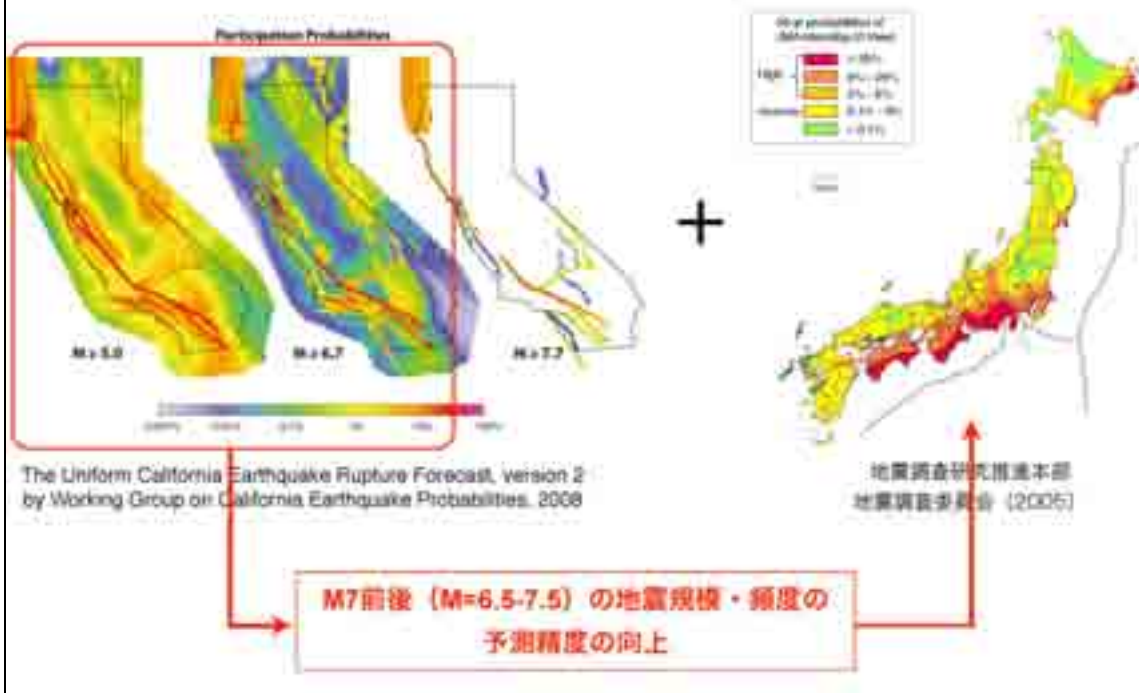 Participation Probabilities
M ≥ 5.0
M ≥ 6.7
M ≥ 7.7
+
The Uniform California Earthquake Rupture Forecast, version 2
by Working Group on California Earthquake Probabilities, 2008
地震調査研究推進本部
地震調査委員会（2005）
M7前後（M=6.5-7.5）の地震規模・頻度の
予測精度の向上